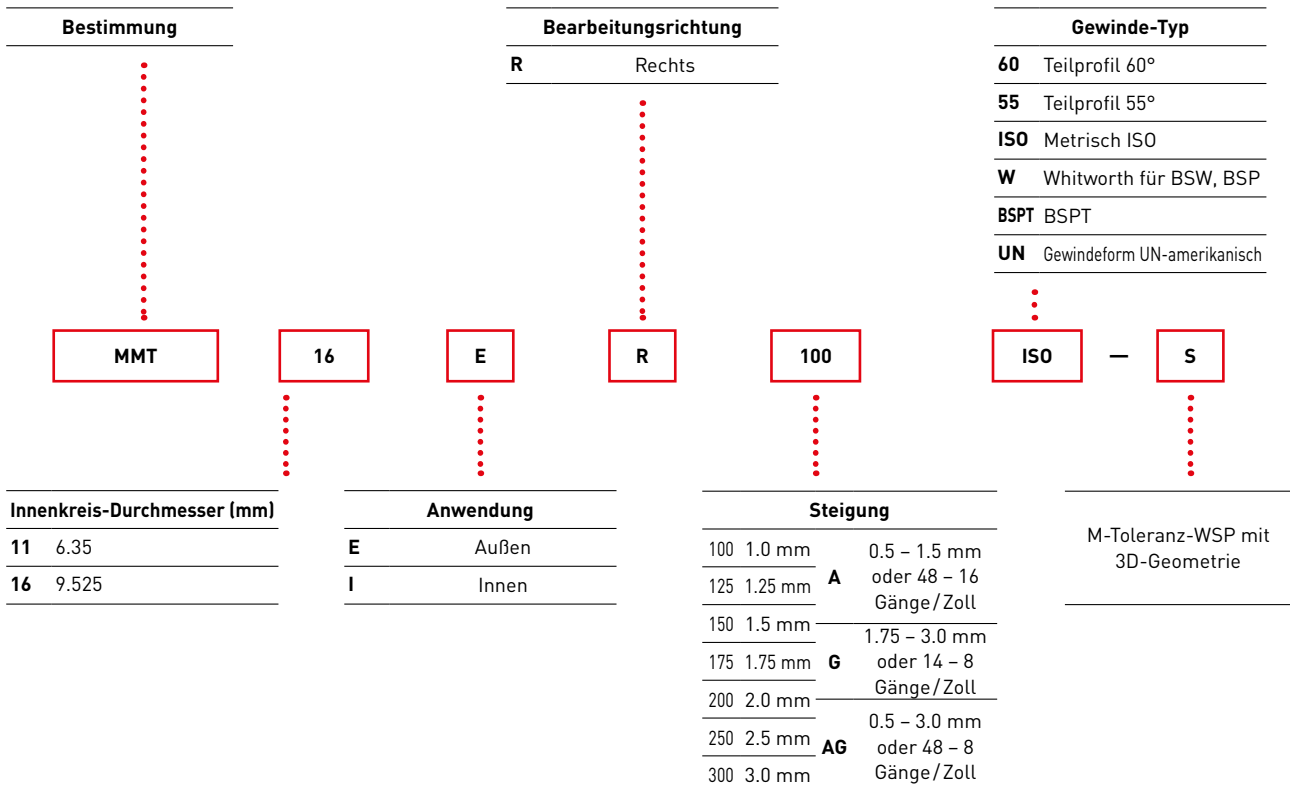 Bestimmung
Bearbeitungsrichtung
R Rechts
Gewinde-Typ
60 Teilprofil 60°
55 Teilprofil 55°
ISO Metrisch ISO
W Whitworth für BSW, BSP
BSPT BSPT
UN Gewindeform UN-amerikanisch
MMT 16 E R 100 ISO — S
Innenkreis-Durchmesser (mm)
11 6.35
16 9.525
Anwendung
E Außen
I Innen
Steigung
100 1.0 mm
125 1.25 mm
150 1.5 mm
175 1.75 mm
200 2.0 mm
250 2.5 mm
300 3.0 mm
A
0.5 – 1.5 mm
oder 48 – 16
Gänge/Zoll
G
1.75 – 3.0 mm
oder 14 – 8
Gänge/Zoll
AG
0.5 – 3.0 mm
oder 48 – 8
Gänge/Zoll
M-Toleranz-WSP mit
3D-Geometrie